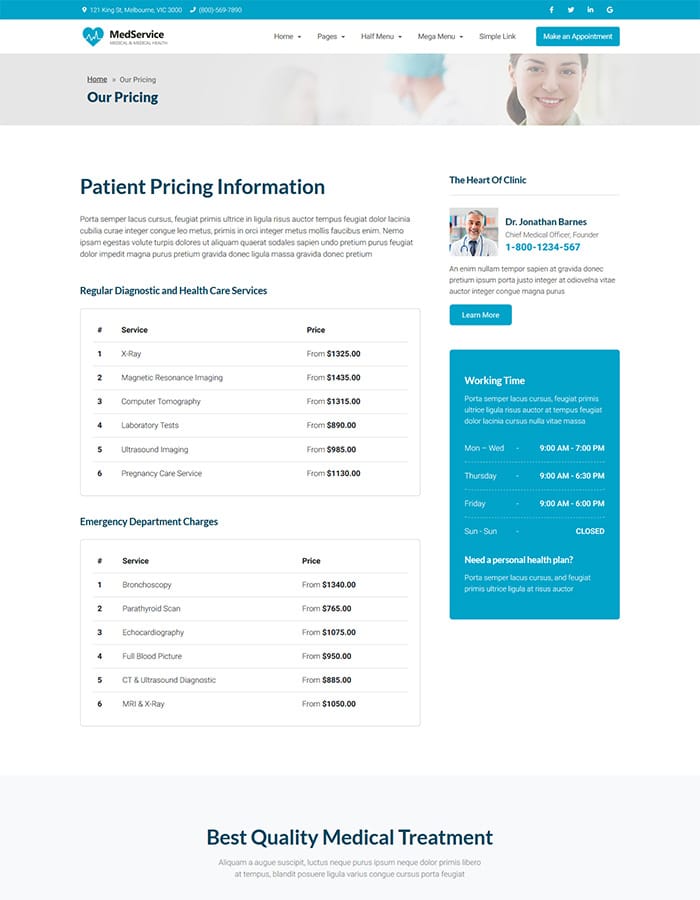 121 King St, Melbourne, VIC 3000 (800)-569-7890
MedService
MEDICAL & MEDICAL HEALTH
Home Pages Half Menu Mega Menu Simple Link Make an Appointment
Home » Our Pricing
Our Pricing
Patient Pricing Information
Porta semper lacus cursus, feugiat primis ultrice in ligula risus auctor tempus feugiat dolor lacinia
cubilia curae integer congue leo metus, primis in orci integer metus mollis faucibus enim. Nemo
ipsam egestas volute turpis dolores ut aliquam quaerat sodales sapien undo pretium purus feugiat
dolor impedit magna purus pretium gravida donec ligula massa gravida donec pretium
Regular Diagnostic and Health Care Services
# Service Price
1 X-Ray From $1325.00
2 Magnetic Resonance Imaging From $1435.00
3 Computer Tomography From $1315.00
4 Laboratory Tests From $890.00
5 Ultrasound Imaging From $985.00
6 Pregnancy Care Service From $1130.00
Emergency Department Charges
# Service Price
1 Bronchoscopy From $1340.00
2 Parathyroid Scan From $765.00
3 Echocardiography From $1075.00
4 Full Blood Picture From $950.00
5 CT & Ultrasound Diagnostic From $885.00
6 MRI & X-Ray From $1050.00
The Heart Of Clinic
Dr. Jonathan Barnes
Chief Medical Officer, Founder
1-800-1234-567
An enim nullam tempor sapien at gravida donec
pretium ipsum porta justo integer at odiovelna vitae
auctor integer congue magna purus
Learn More
Working Time
Porta semper lacus cursus, feugiat primis
ultrice ligula risus auctor at tempus feugiat
dolor lacinia cursus nulla vitae massa
Mon – Wed - 9:00 AM - 7:00 PM
Thursday - 9:00 AM - 6:30 PM
Friday - 9:00 AM - 6:00 PM
Sun - Sun - CLOSED
Need a personal health plan?
Porta semper lacus cursus, and feugiat
primis ultrice ligula at risus auctor
Best Quality Medical Treatment
Aliquam a augue suscipit, luctus neque purus ipsum neque dolor primis libero
at tempus, blandit posuere ligula varius congue cursus porta feugiat